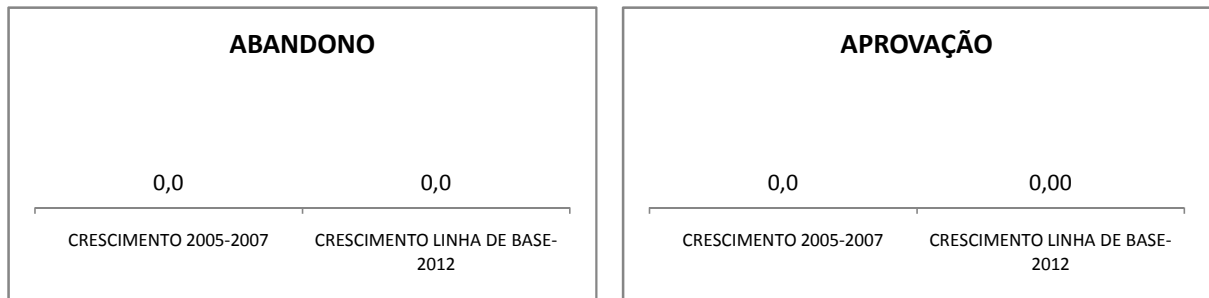 ABANDONO
0,0 0,0
CRESCIMENTO 2005-2007 CRESCIMENTO LINHA DE BASE-
2012
APROVAÇÃO
0,0 0,00
CRESCIMENTO 2005-2007 CRESCIMENTO LINHA DE BASE-
2012